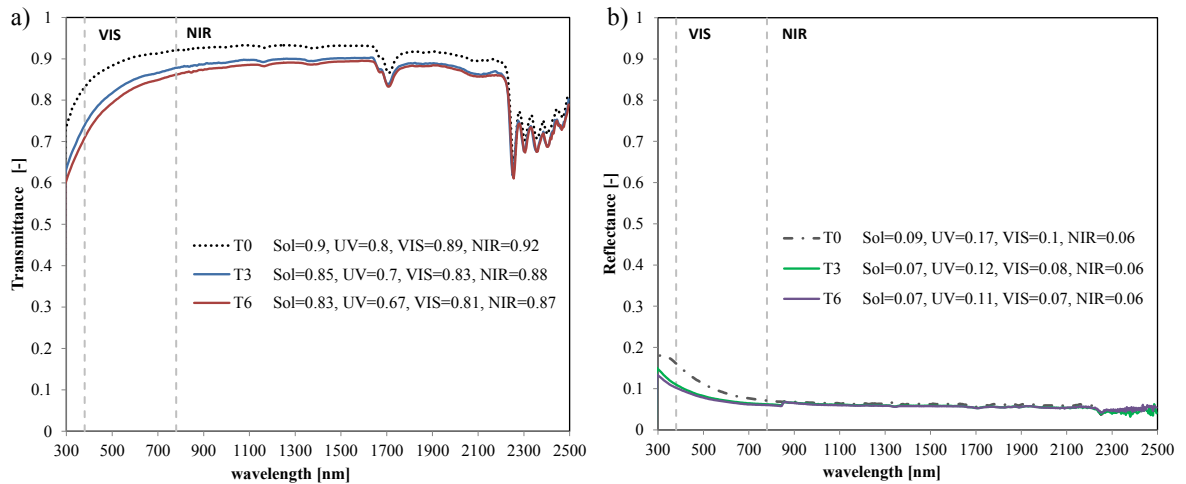 a)
VIS
NIR
Transmittance [-]
1
0.9
0.8
0.7
0.6
0.5
0.4
0.3
0.2
0.1
0
T0 Sol=0.9, UV=0.8, VIS=0.89, NIR=0.92
T3 Sol=0.85, UV=0.7, VIS=0.83, NIR=0.88
T6 Sol=0.83, UV=0.67, VIS=0.81, NIR=0.87
300 500 700 900 1100 1300 1500 1700 1900 2100 2300 2500
wavelength [nm]
b)
VIS
NIR
Reflectance [-]
1
0.9
0.8
0.7
0.6
0.5
0.4
0.3
0.2
0.1
0
T0 Sol=0.09, UV=0.17, VIS=0.1, NIR=0.06
T3 Sol=0.07, UV=0.12, VIS=0.08, NIR=0.06
T6 Sol=0.07, UV=0.11, VIS=0.07, NIR=0.06
300 500 700 900 1100 1300 1500 1700 1900 2100 2300 2500
wavelength [nm]